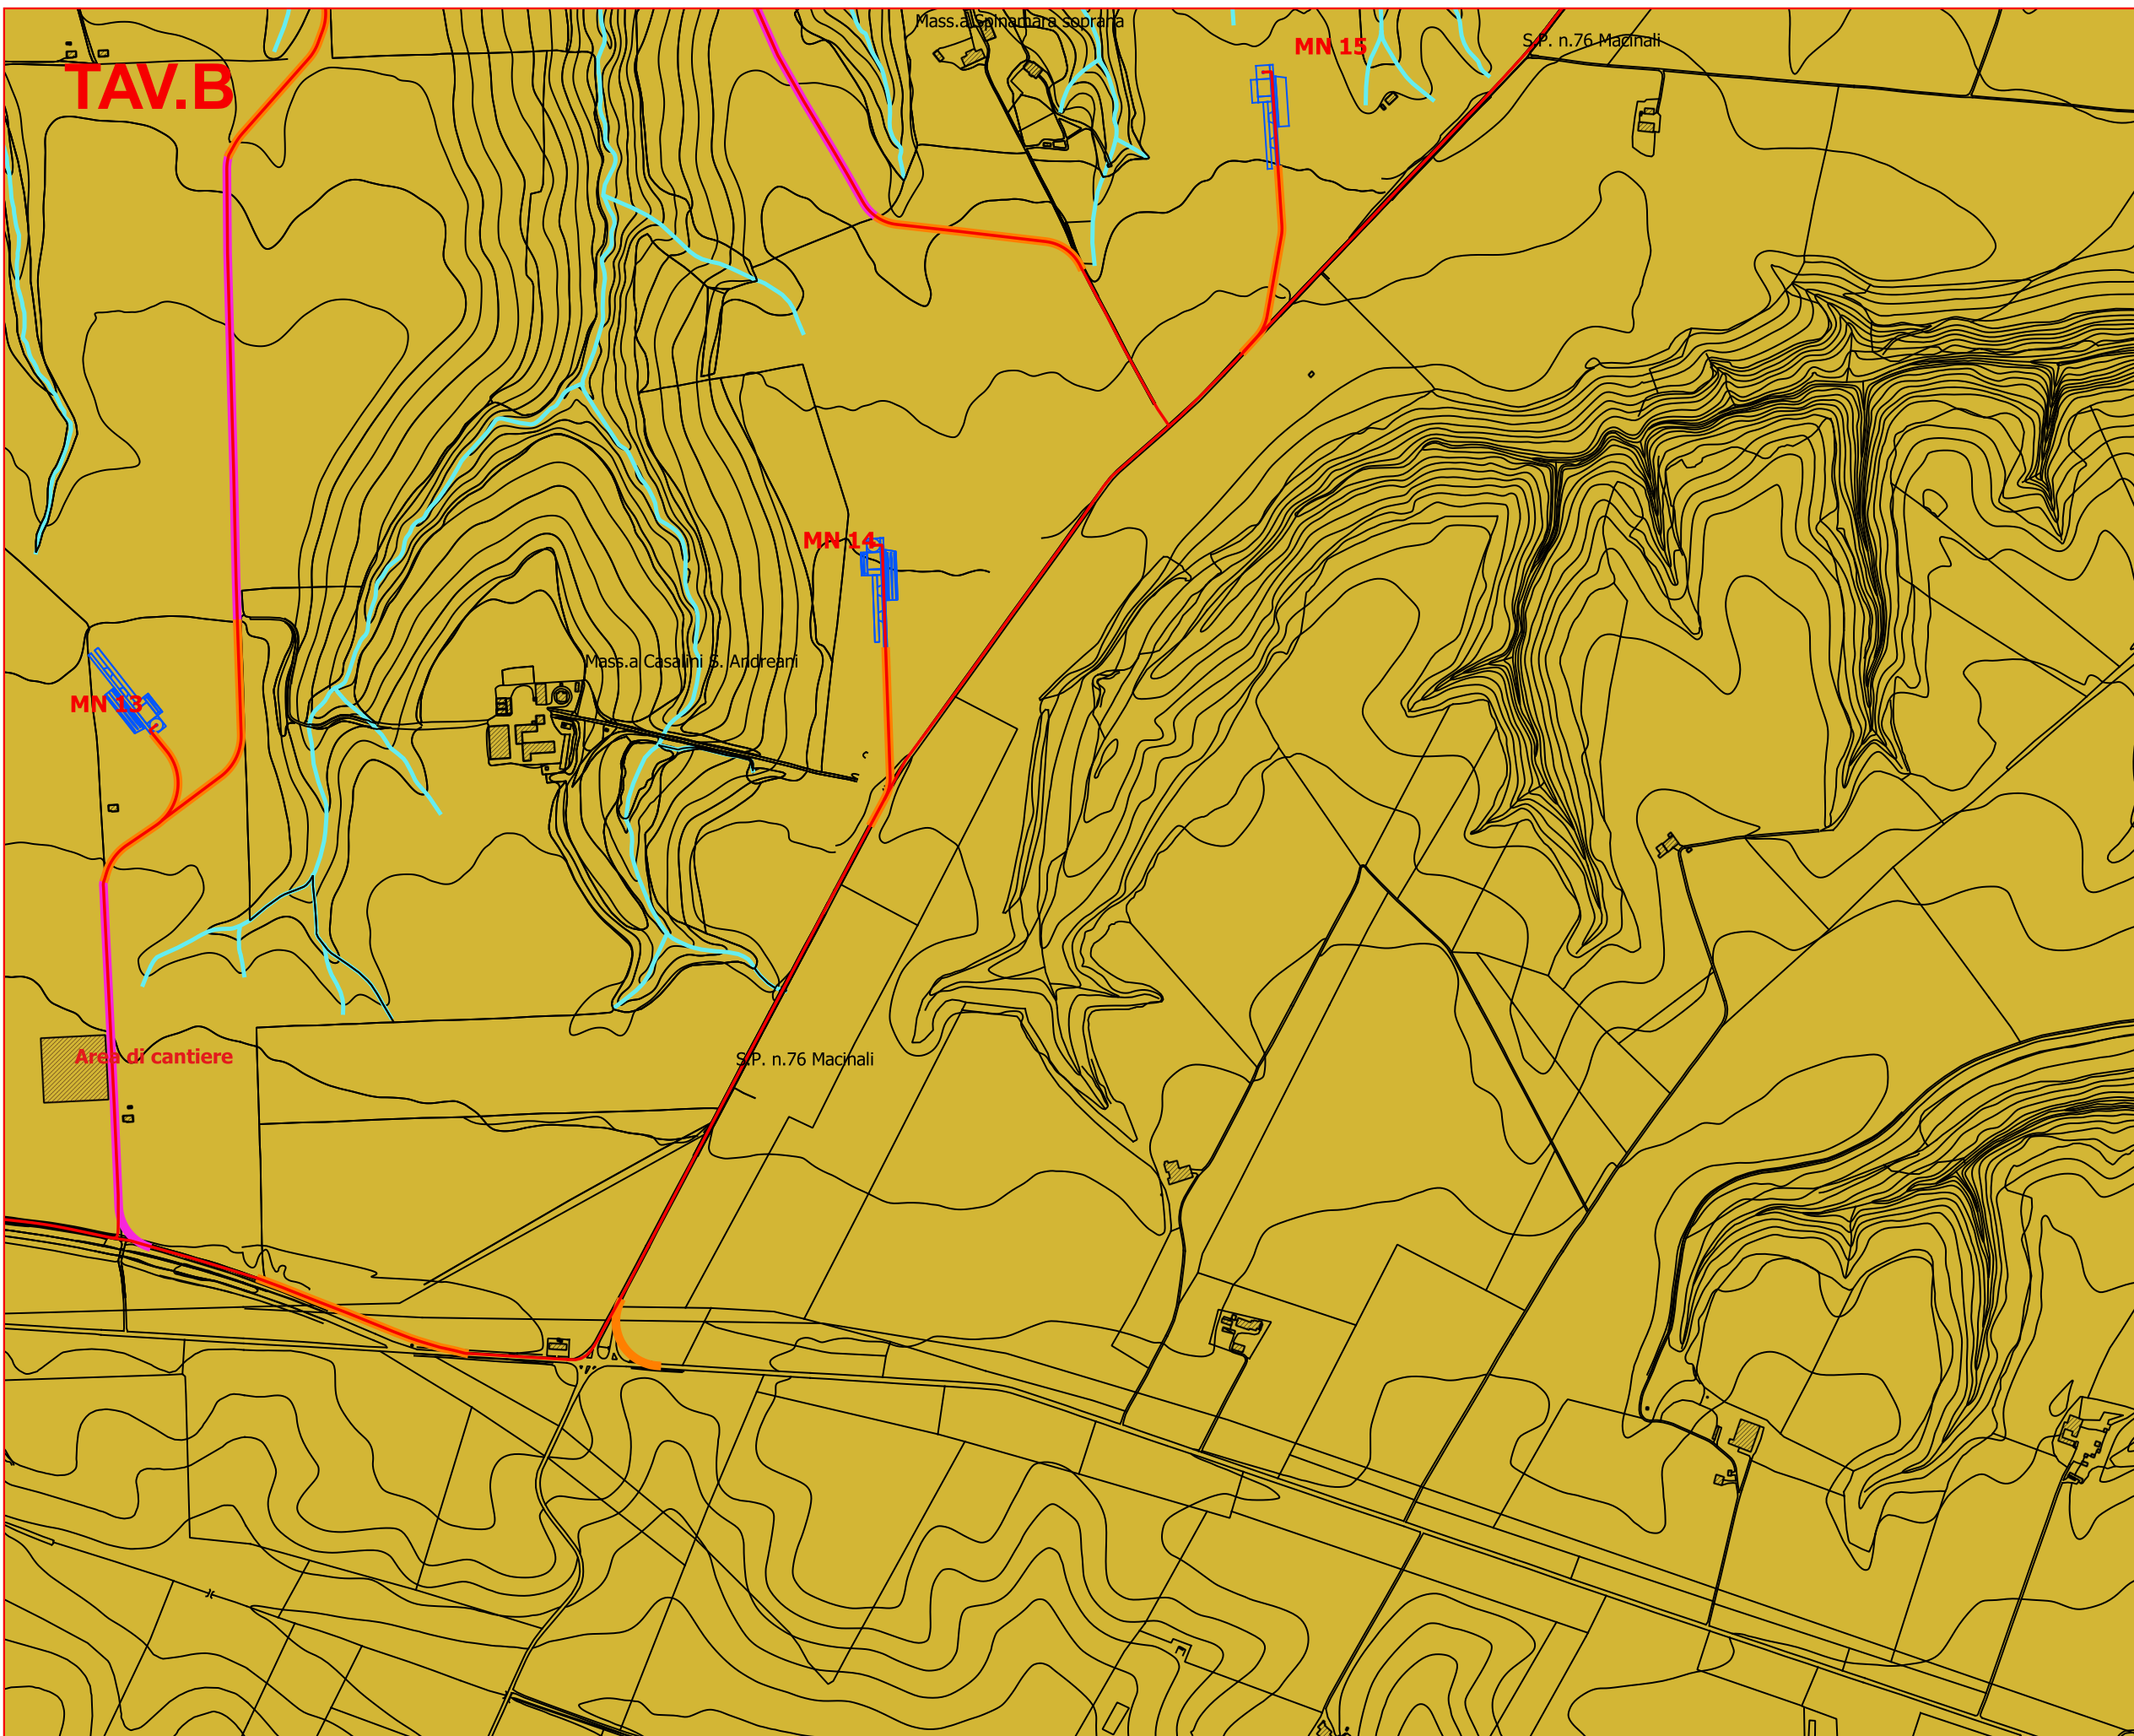 Mass.a Spinamara soprana
S.P. n.76 Macinali
MN 15
TAV.B
MN 14
Mass.a Casalini S. Andreani
MN 13
Area di cantiere
S.P. n.76 Macinali